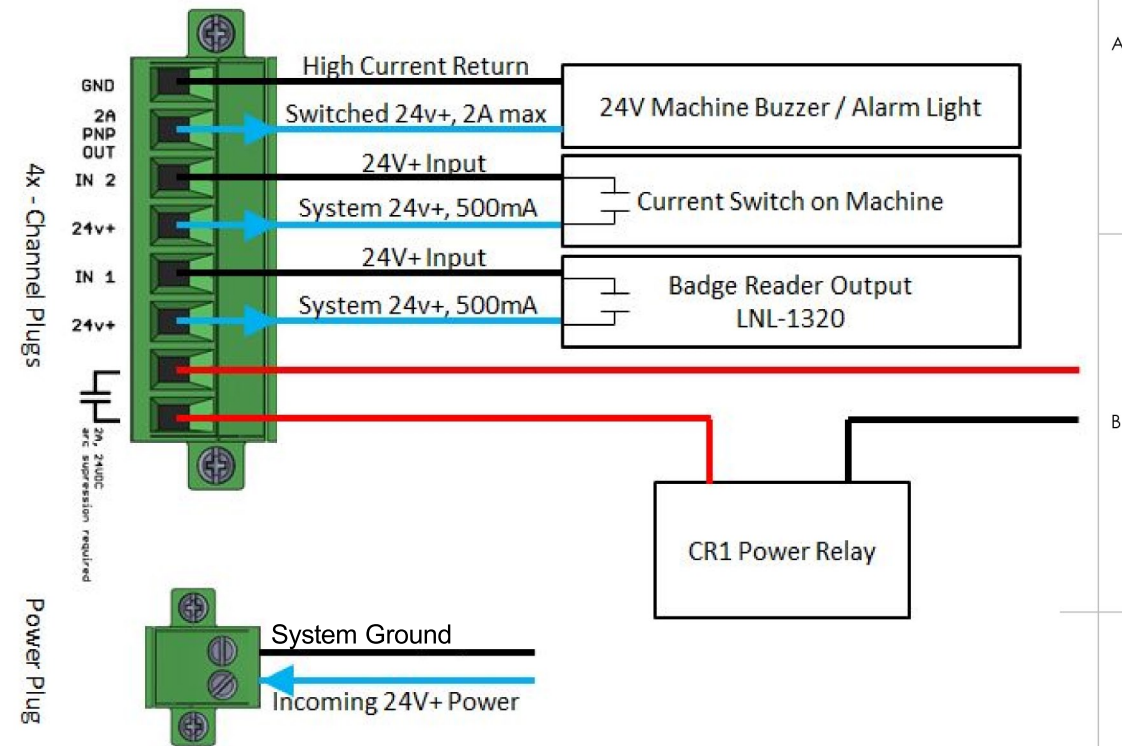 A
High Current Return
GND
2A
PNP
OUT
Switched 24v+, 2A max
24V Machine Buzzer / Alarm Light
24V+ Input
IN 2
System 24v+, 500mA
24v+
Current Switch on Machine
24V+ Input
IN 1
System 24v+, 500mA
24v+
Badge Reader Output
LNL-1320
4x - Channel Plugs
2A, 24VDC
arc supression required
B
CR1 Power Relay
Power Plug
System Ground
Incoming 24V+ Power